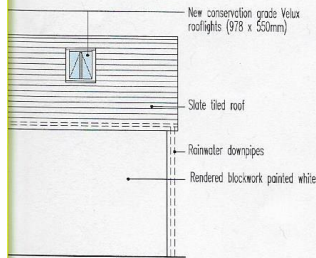 New conservation grade Velux
rooflights (978 x 550mm)
Slate tiled roof
Rainwater downpipes
Rendered blockwork painted white